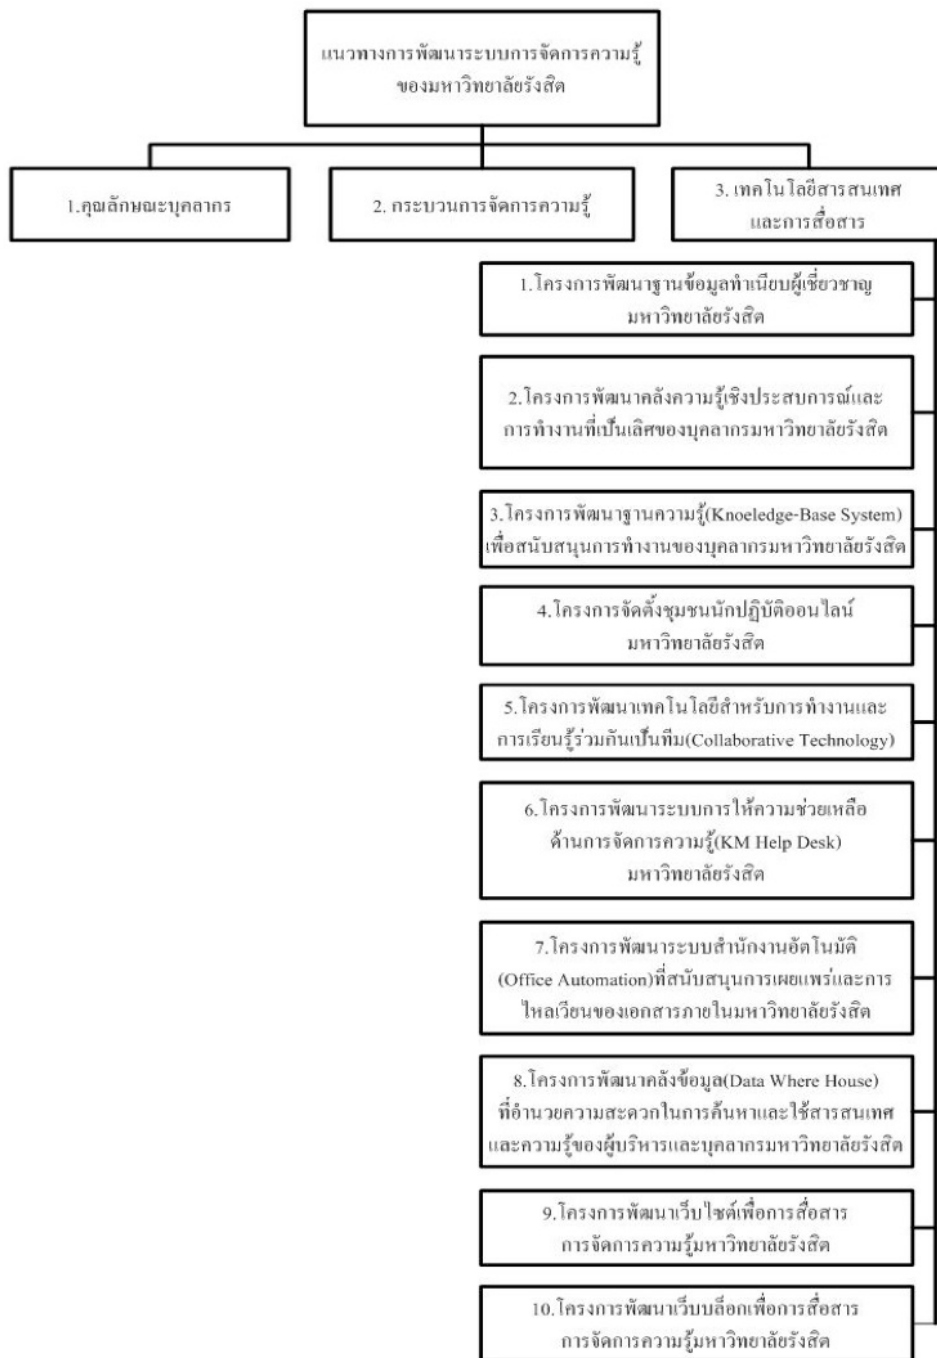 แนวทางการพัฒนาระบบการจัดการความรู้
ของมหาวิทยาลัยรังสิต
1.คุณลักษณะบุคลากร
2. กระบวนการจัดการความรู้
3. เทคโนโลยีสารสนเทศ
และการสื่อสาร
1.โครงการพัฒนาฐานข้อมูลทำเนียบผู้เชี่ยวชาญ
มหาวิทยาลัยรังสิต
2.โครงการพัฒนาคลังความรู้เชิงประสบการณ์และ
การทำงานที่เป็นเลิศของบุคลากรมหาวิทยาลัยรังสิต
3.โครงการพัฒนาฐานความรู้(Knoeledge-Base System)
เพื่อสนับสนุนการทำงานของบุคลากรมหาวิทยาลัยรังสิต
4.โครงการจัดตั้งชุมชนนักปฏิบัติออนไลน์
มหาวิทยาลัยรังสิต
5.โครงการพัฒนาเทคโนโลยีสำหรับการทำงานและ
การเรียนรู้ร่วมกันเป็นทีม(Collaborative Technology)
6.โครงการพัฒนาระบบการให้ความช่วยเหลือ
ด้านการจัดการความรู้(KM Help Desk)
มหาวิทยาลัยรังสิต
7.โครงการพัฒนาระบบสำนักงานอัตโนมัติ
(Office Automation)ที่สนับสนุนการเผยแพร่และการ
ไหลเวียนของเอกสารภายในมหาวิทยาลัยรังสิต
8.โครงการพัฒนาคลังข้อมูล(Data Where House)
ที่อำนวยความสะดวกในการค้นหาและใช้สารสนเทศ
และความรู้ของผู้บริหารและบุคลากรมหาวิทยาลัยรังสิต
9.โครงการพัฒนาเว็บไซต์เพื่อการสื่อสาร
การจัดการความรู้มหาวิทยาลัยรังสิต
10.โครงการพัฒนาเว็บบล็อกเพื่อการสื่อสาร
การจัดการความรู้มหาวิทยาลัยรังสิต